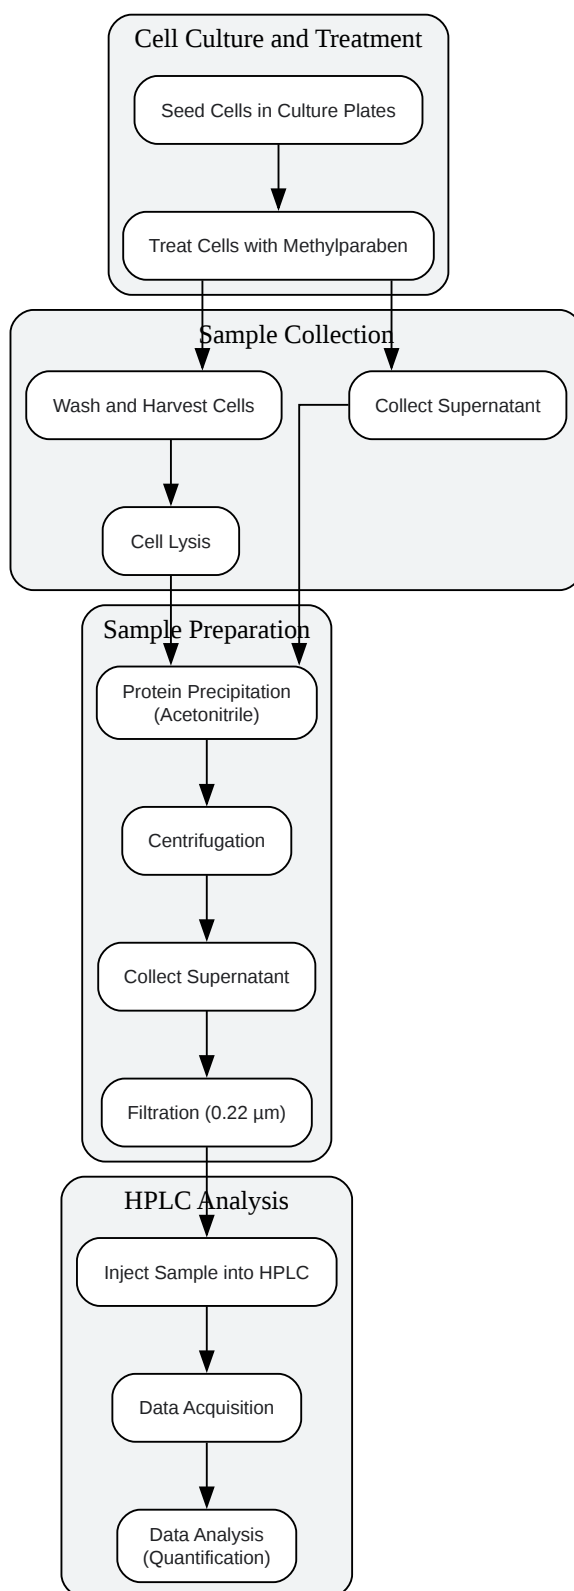 Cell Culture and Treatment
Seed Cells in Culture Plates
Treat Cells with Methylparaben
Sample Collection
Wash and Harvest Cells
Collect Supernatant
Cell Lysis
Sample Preparation
Protein Precipitation
(Acetonitrile)
Centrifugation
Collect Supernatant
Filtration (0.22 µm)
HPLC Analysis
Inject Sample into HPLC
Data Acquisition
Data Analysis
(Quantification)